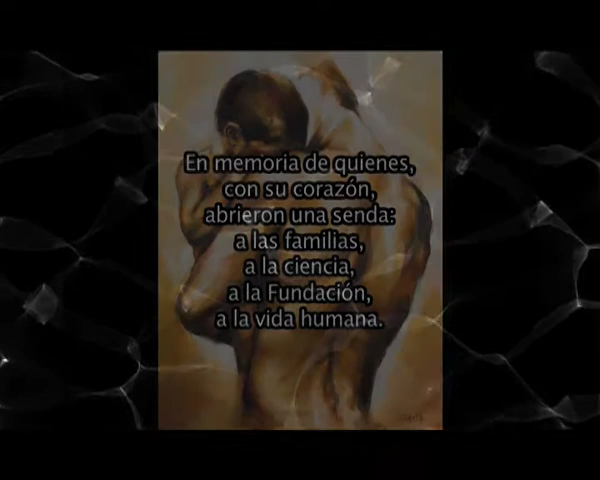 En memoria de quienes,
con su corazón,
abrieron una senda:
a las familias,
a la ciencia,
a la Fundación,
a la vida humana.